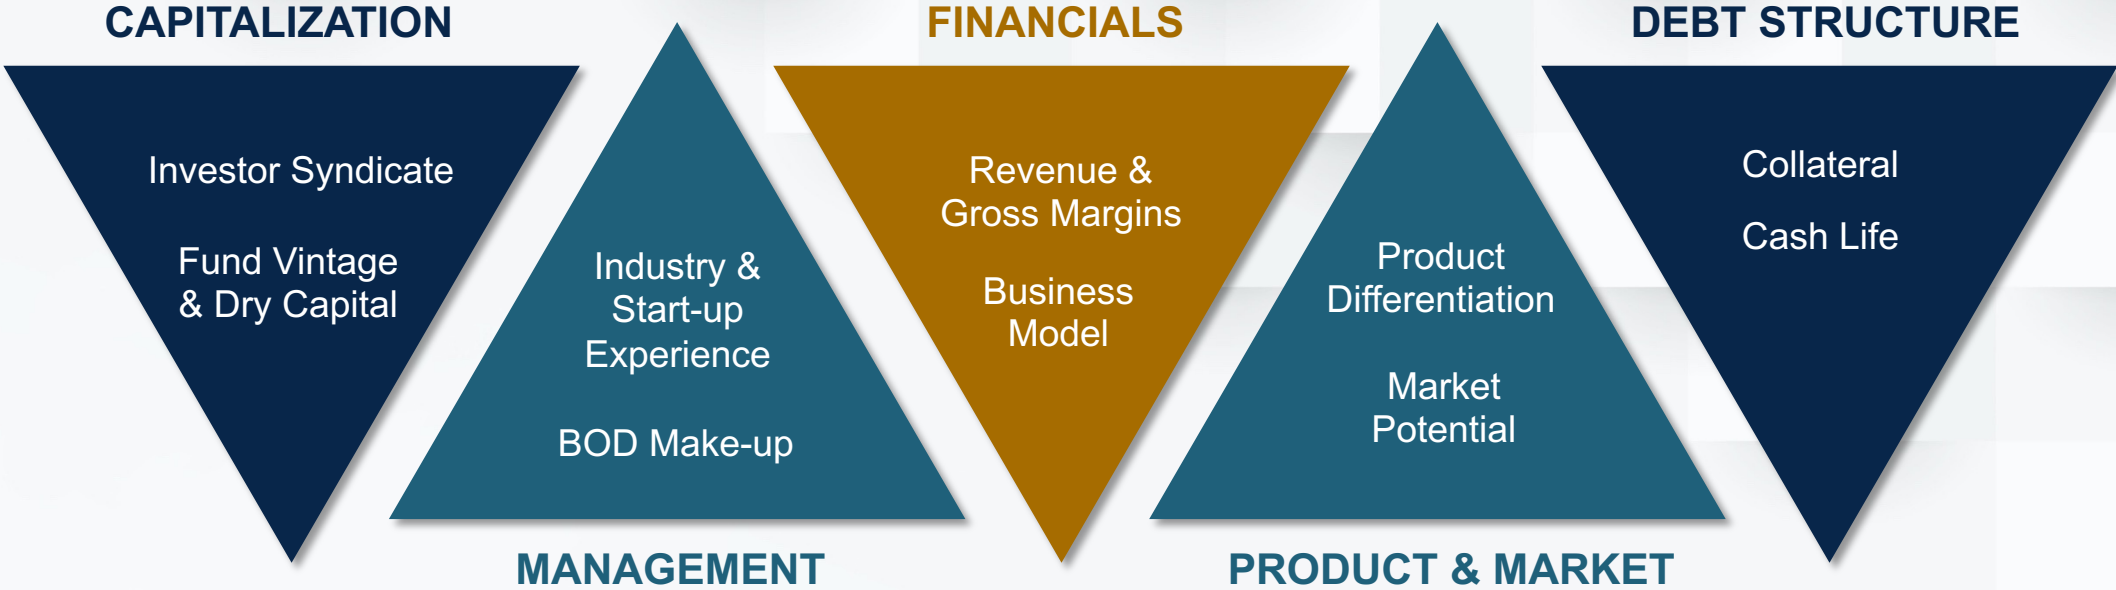 CAPITALIZATION
Investor Syndicate
Fund Vintage
& Dry Capital
Industry &
Start-up
Experience
BOD Make-up
MANAGEMENT
FINANCIALS
Revenue &
Gross Margins
Business
Model
Product
Differentiation
Market
Potential
PRODUCT & MARKET
DEBT STRUCTURE
Collateral
Cash Life